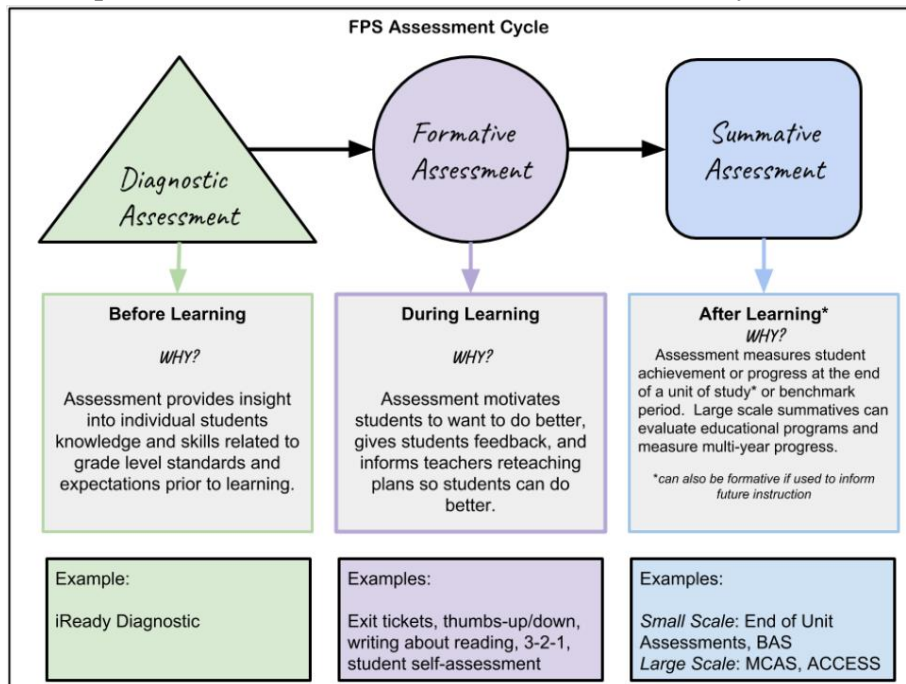 FPS Assessment Cycle
Diagnostic
Assessment
Formative
Assessment
Summative
Assessment
Before Learning
WHY?
Assessment provides insight
into individual students
knowledge and skills related to
grade level standards and
expectations prior to learning.
During Learning
WHY?
Assessment motivates
students to want to do better,
gives students feedback, and
informs teachers reteaching
plans so students can do
better.
After Learning*
WHY?
Assessment measures student
achievement or progress at the end
of a unit of study* or benchmark
period. Large scale summatives can
evaluate educational programs and
measure multi-year progress.
*can also be formative if used to inform
future instruction
Example:
iReady Diagnostic
Examples:
Exit tickets, thumbs-up/down,
writing about reading, 3-2-1,
student self-assessment
Examples:
Small Scale: End of Unit
Assessments, BAS
Large Scale: MCAS, ACCESS